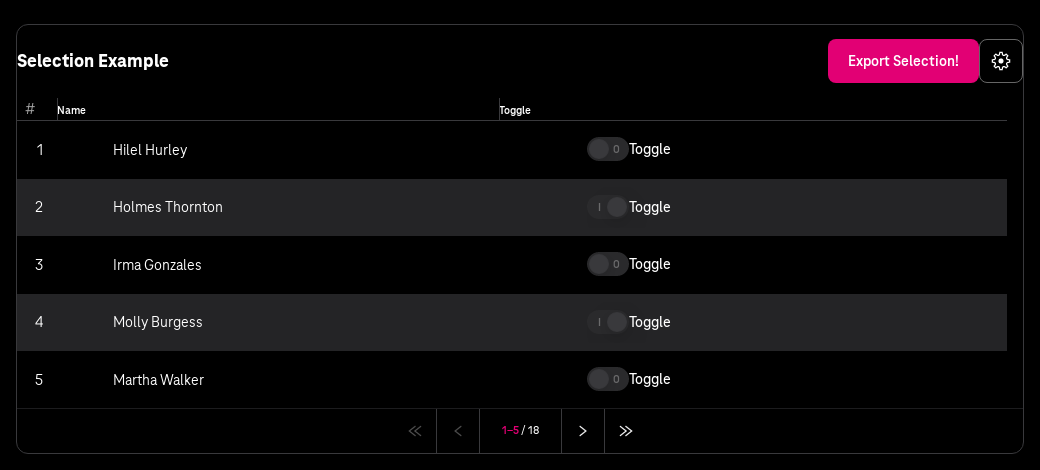 Selection Example
Export Selection!
# Name Toggle
1 Hilel Hurley 0 Toggle
2 Holmes Thornton I Toggle
3 Irma Gonzales 0 Toggle
4 Molly Burgess I Toggle
5 Martha Walker 0 Toggle
1–5 / 18